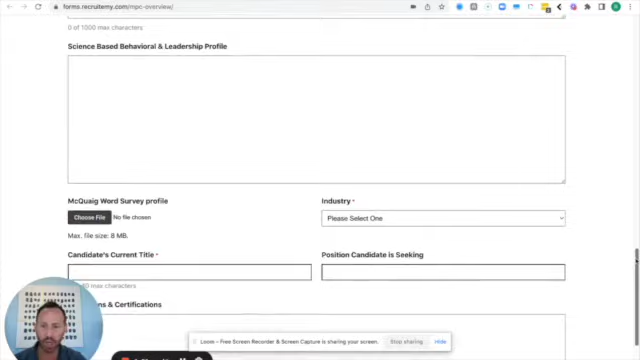 forms.recruitemy.com/mpc-overview/
0 of 1000 max characters
Science Based Behavioral & Leadership Profile
McQuaig Word Survey profile
Industry *
Choose File No file chosen
Please Select One
Max. file size: 8 MB.
Candidate's Current Title *
Position Candidate is Seeking
max characters
& Certifications
Loom – Free Screen Recorder & Screen Capture is sharing your screen.
Stop sharing
Hide